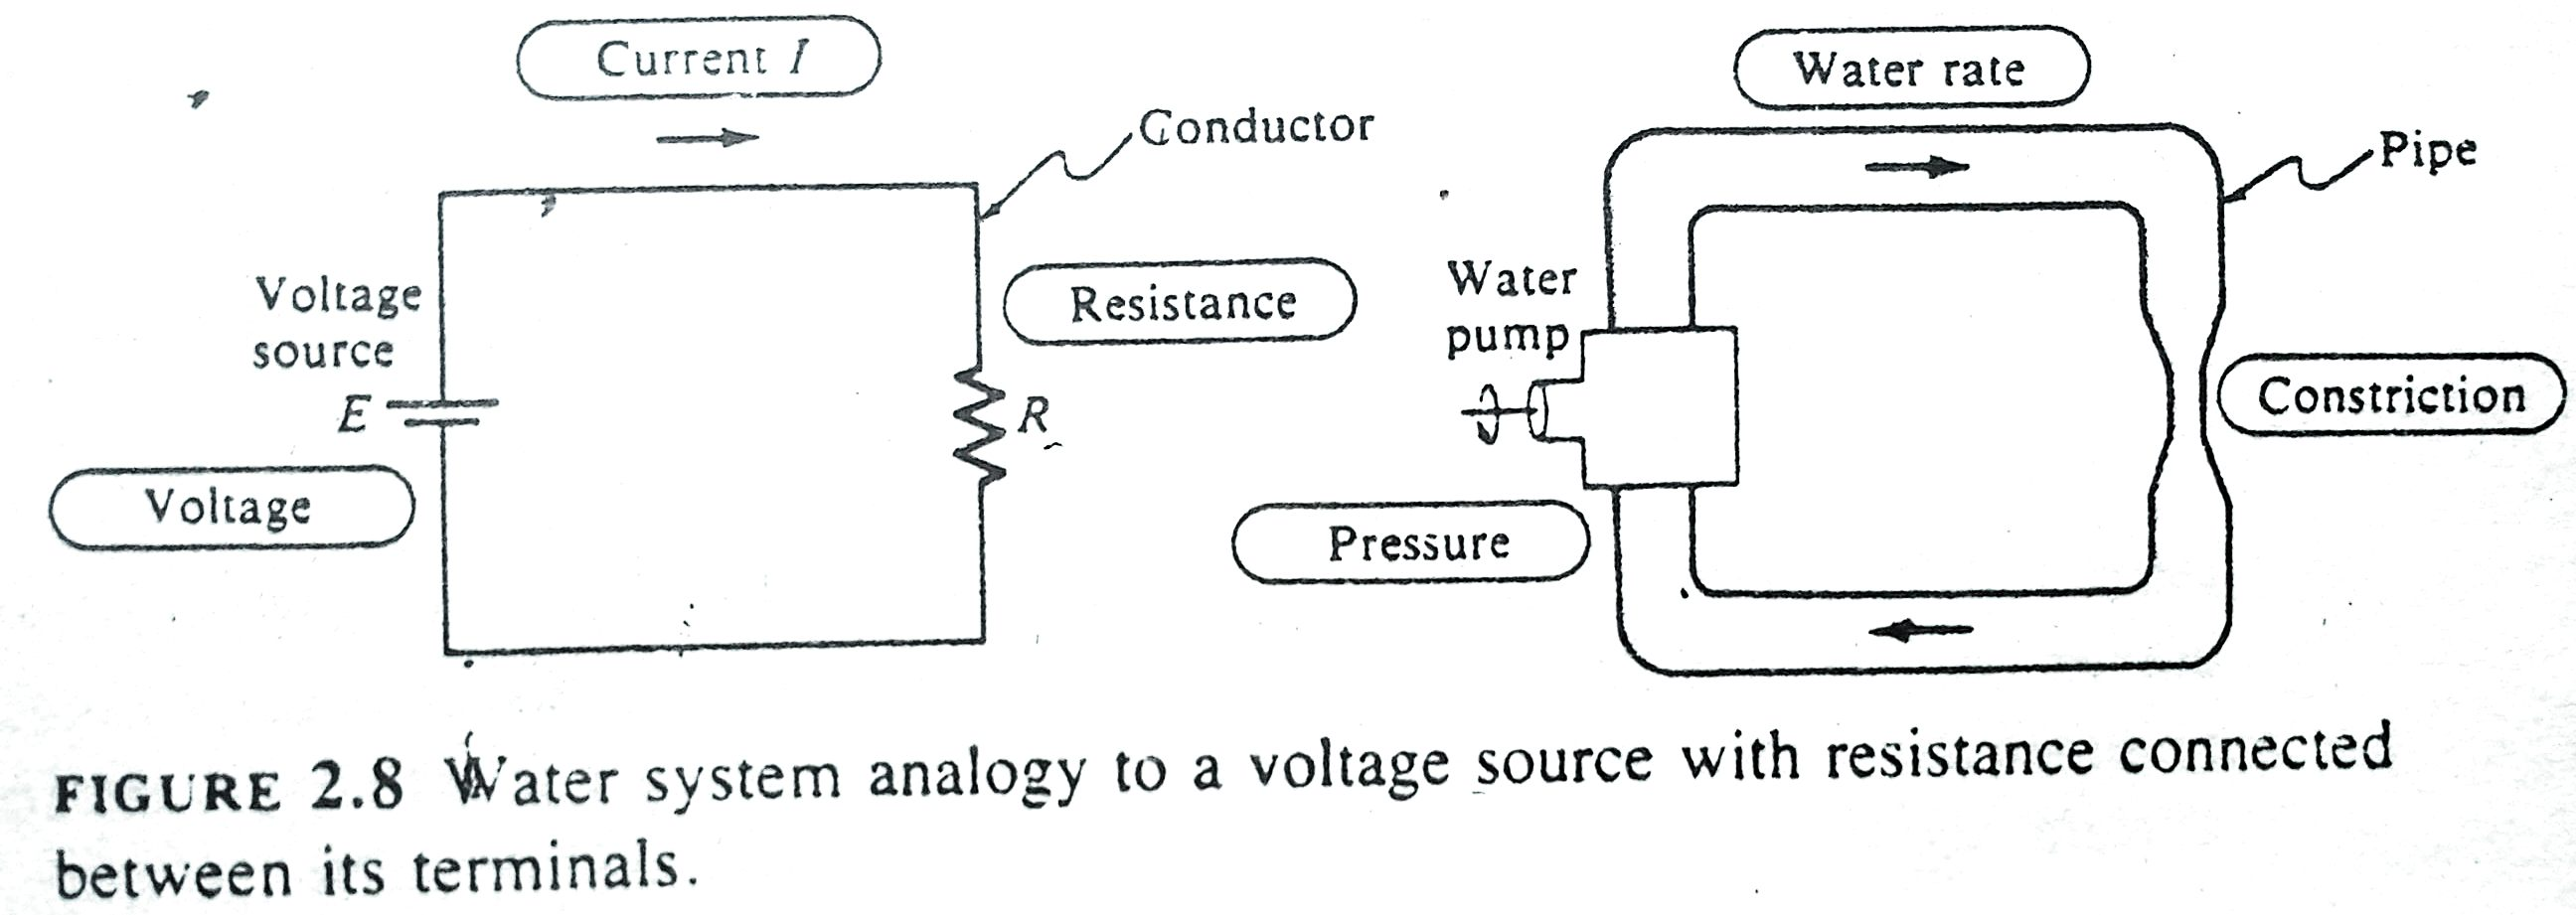 Current I
Conductor
Voltage
source
E
Voltage
Resistance
R
Water rate
Pipe
Water
pump
Pressure
Constriction
FIGURE 2.8 Water system analogy to a voltage source with resistance connected
between its terminals.